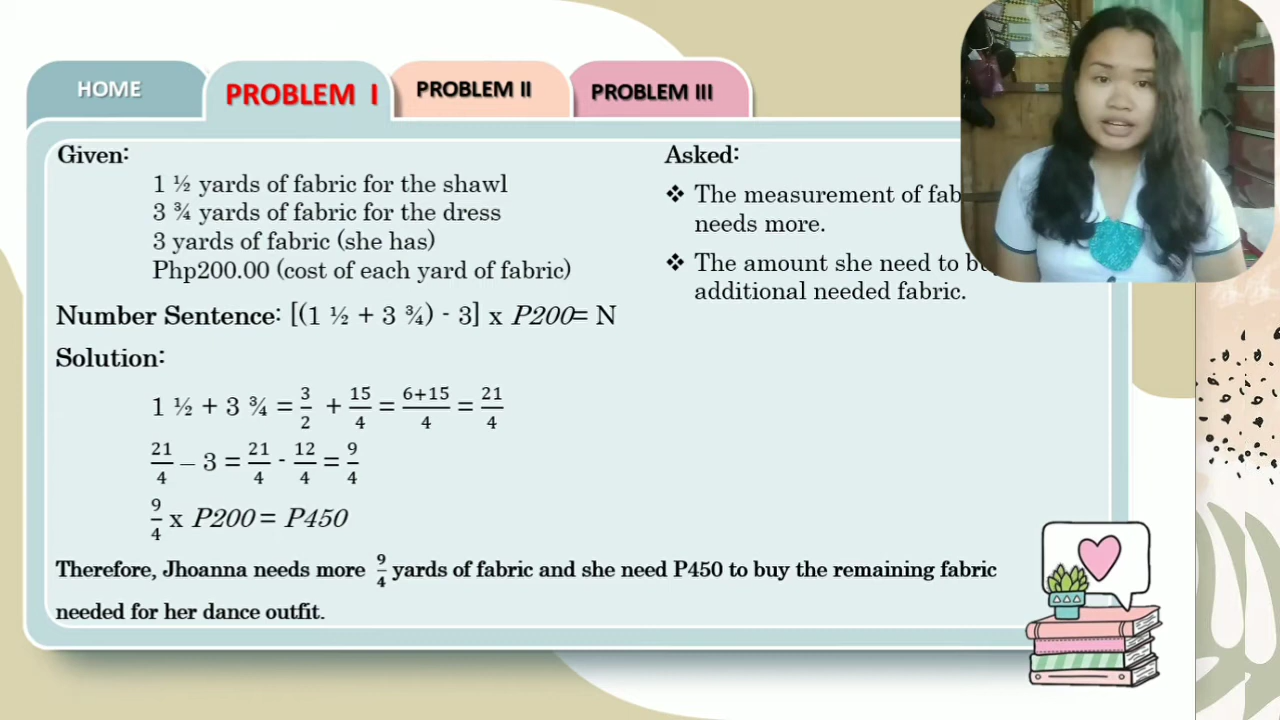 HOME
PROBLEM I
PROBLEM II
PROBLEM III
Given:
1 ½ yards of fabric for the shawl
3 ¾ yards of fabric for the dress
3 yards of fabric (she has)
Php200.00 (cost of each yard of fabric)
Number Sentence: [(1 ½ + 3 ¾) - 3] x P200= N
Solution:
1 ½ + 3 ¾ = 3/2 + 15/4 = 6+15/4 = 21/4
21/4 – 3 = 21/4 - 12/4 = 9/4
9/4 x P200 = P450
Therefore, Jhoanna needs more 9/4 yards of fabric and she need P450 to buy the remaining fabric
needed for her dance outfit.
Asked:
❖ The measurement of
needs more.
❖ The amount she need to
additional needed fabric.